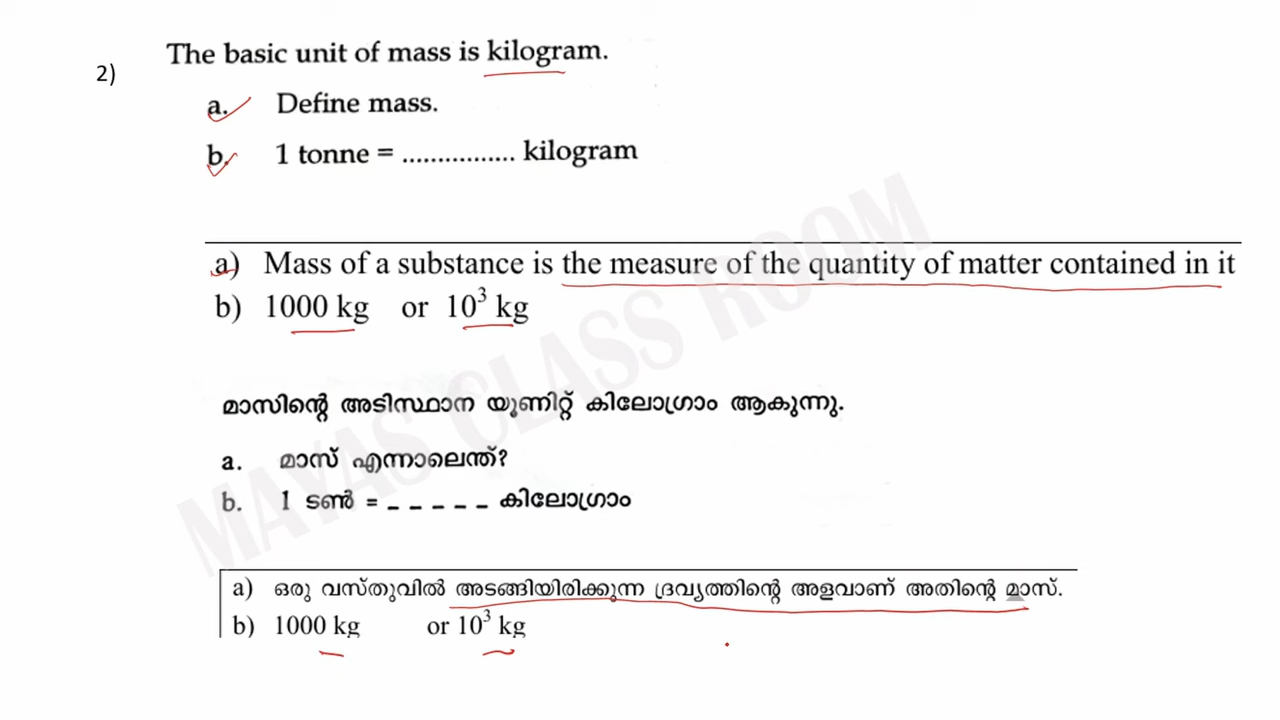 The basic unit of mass is kilogram.
2)
a. Define mass.
b. 1 tonne = ................ kilogram
a) Mass of a substance is the measure of the quantity of matter contained in it
b) 1000 kg or 10³ kg
മാസിന്റെ അടിസ്ഥാന യൂണിറ്റ് കിലോഗ്രാം ആകുന്നു.
a. മാസ് എന്നാലെന്ത്?
b. 1 ടൺ = _ _ _ _ _ കിലോഗ്രാം
a) ഒരു വസ്തുവിൽ അടങ്ങിയിരിക്കുന്ന ദ്രവ്യത്തിന്റെ അളവാണ് അതിന്റെ മാസ്.
b) 1000 kg or 10³ kg
MAYAS CLASS ROOM